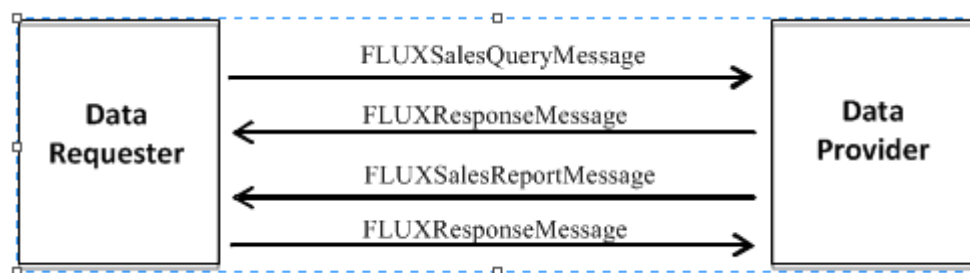 FLUXSalesQueryMessage
Data
Requester
FLUXResponseMessage
Data
Provider
FLUXSalesReportMessage
FLUXResponseMessage